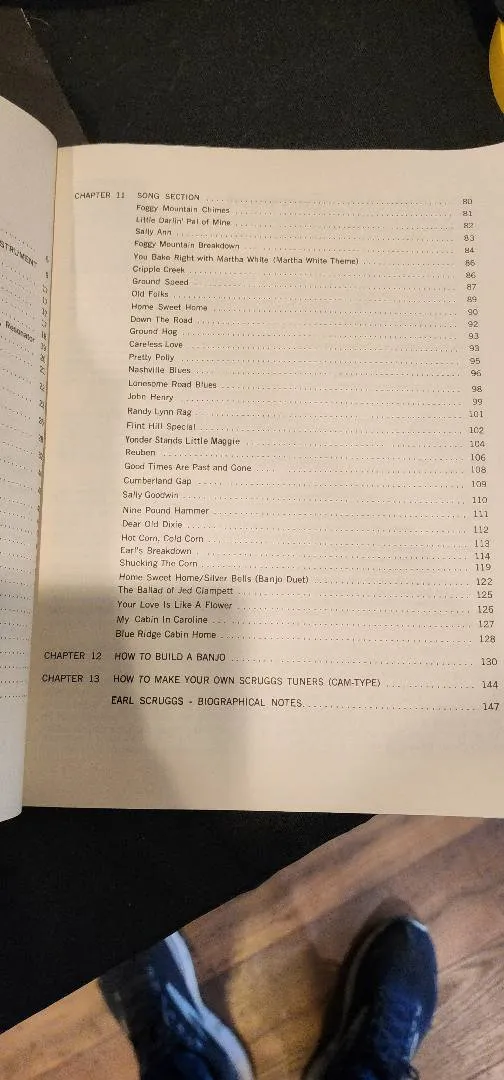 STRUMENT
Resonator
CHAPTER 11 SONG SECTION 80
Foggy Mountain Chimes 81
Little Darlin' Pal of Mine 82
Sally Ann 83
Foggy Mountain Breakdown 84
You Bake Right with Martha White (Martha White Theme) 86
Cripple Creek 86
Ground Speed 87
Old Folks 89
Home Sweet Home 90
Down The Road 92
Ground Hog 93
Careless Love 93
Pretty Polly 95
Nashville Blues 96
Lonesome Road Blues 98
John Henry 99
Randy Lynn Rag 101
Flint Hill Special 102
Yonder Stands Little Maggie 104
Reuben 106
Good Times Are Past and Gone 108
Cumberland Gap 109
Sally Goodwin 110
Nine Pound Hammer 111
Dear Old Dixie 112
Hot Corn, Cold Corn 113
Earl's Breakdown 114
Shucking The Corn 119
Home Sweet Home/Silver Bells (Banjo Duet) 122
The Ballad of Jed Clampett 125
Your Love Is Like A Flower 126
My Cabin In Caroline 127
Blue Ridge Cabin Home 128
CHAPTER 12 HOW TO BUILD A BANJO 130
CHAPTER 13 HOW TO MAKE YOUR OWN SCRUGGS TUNERS (CAM-TYPE) 144
EARL SCRUGGS - BIOGRAPHICAL NOTES 147